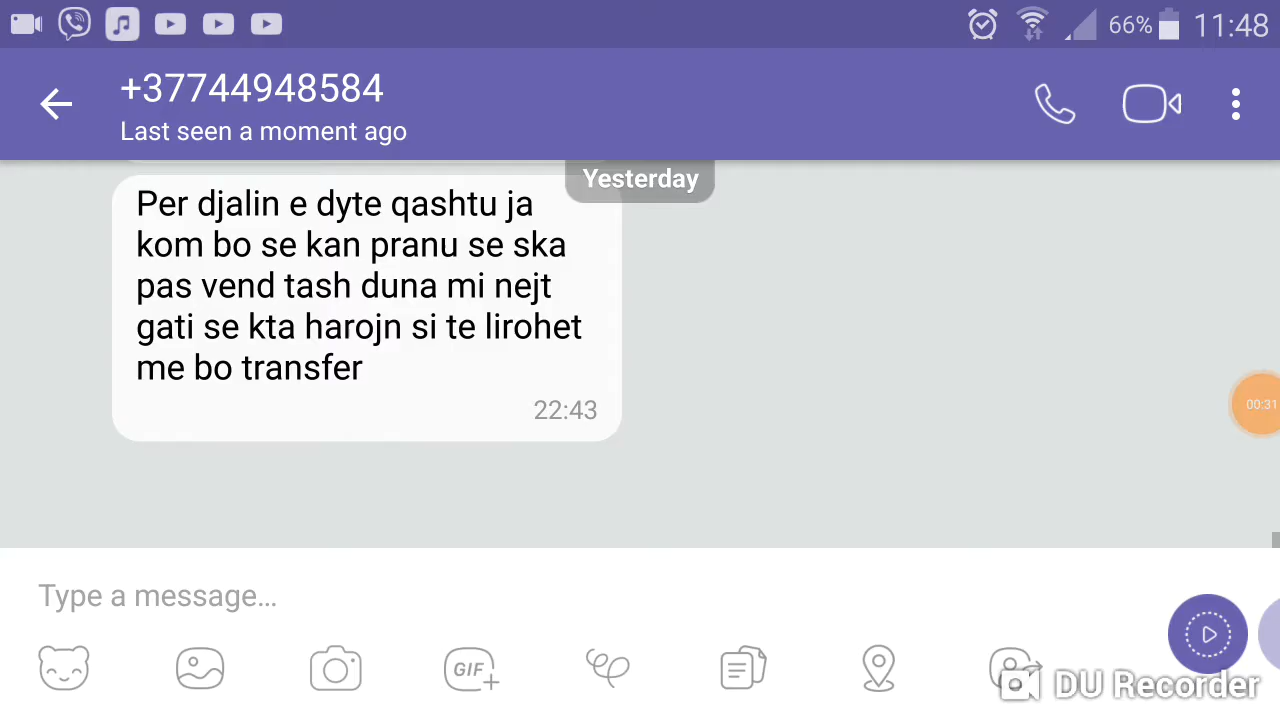 66% 11:48
+37744948584
Last seen a moment ago
Yesterday
Per djalin e dyte qashtu ja
kom bo se kan pranu se ska
pas vend tash duna mi nejt
gati se kta harojn si te lirohet
me bo transfer
22:43
00:31
Type a message...
GIF
DU Recorder